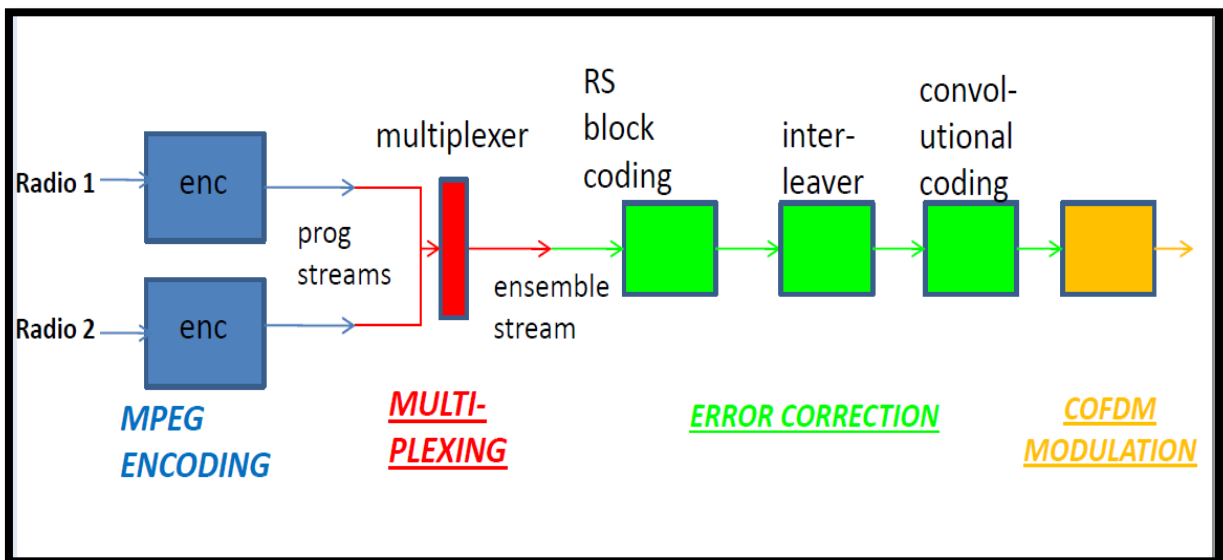 Radio 1
enc
Radio 2
enc
prog
streams
MPEG
ENCODING
multiplexer
ensemble
stream
MULTI-
PLEXING
RS
block
coding
inter-
leaver
convol-
utional
coding
ERROR CORRECTION
COFDM
MODULATION